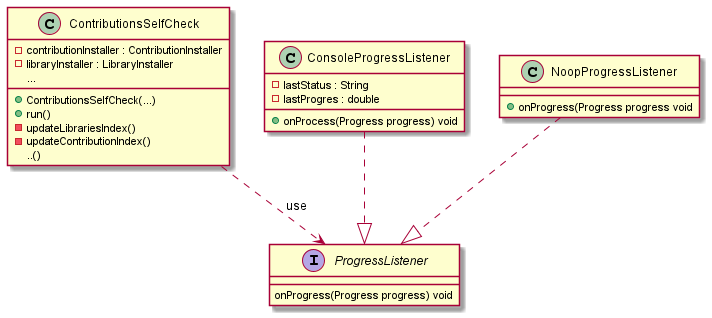 C ContributionsSelfCheck
contributionInstaller : ContributionInstaller
libraryInstaller : LibraryInstaller
...
ContributionsSelfCheck(...)
run()
updateLibrariesIndex()
updateContributionIndex()
..()
C ConsoleProgressListener
lastStatus : String
lastProgres : double
onProcess(Progress progress) void
C NoopProgressListener
onProgress(Progress progress void
use
I ProgressListener
onProgress(Progress progress) void